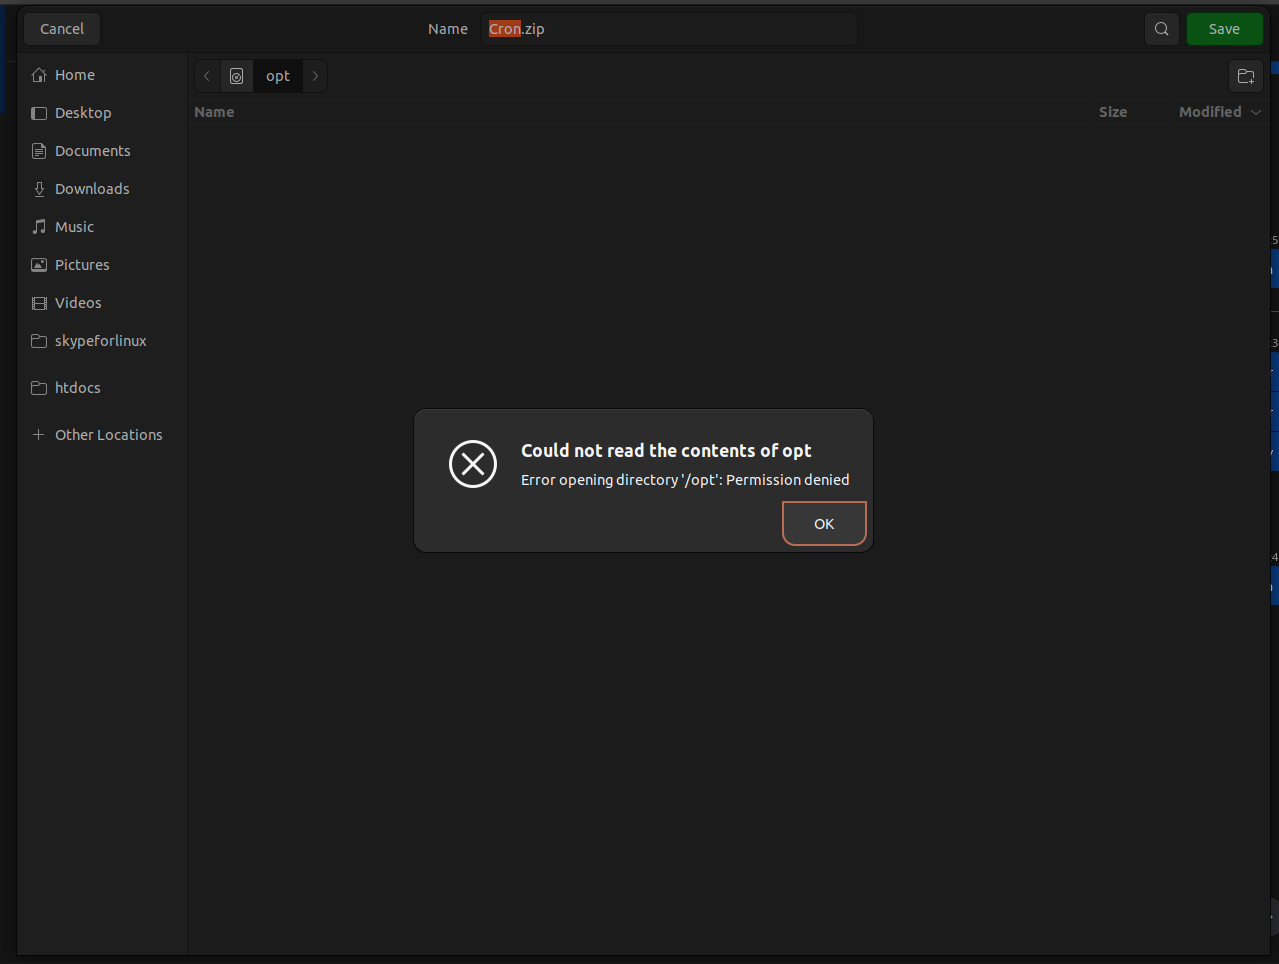 Cancel
Name
Cron.zip
Save
Home
Desktop
Documents
Downloads
Music
Pictures
Videos
skypeforlinux
htdocs
Other Locations
opt
Name
Size
Modified
Could not read the contents of opt
Error opening directory '/opt': Permission denied
OK